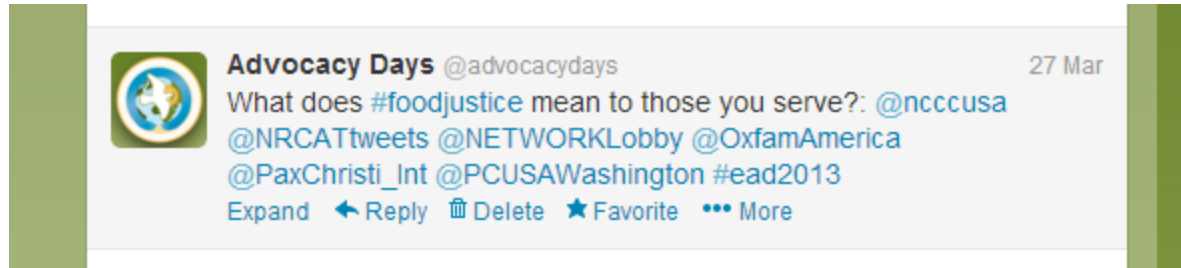 Advocacy Days @advocacydays 27 Mar
What does #foodjustice mean to those you serve?: @ncccusa
@NRCATtweets @NETWORKLobby @OxfamAmerica
@PaxChristi_Int @PCUSAWashington #ead2013
Expand Reply Delete Favorite More